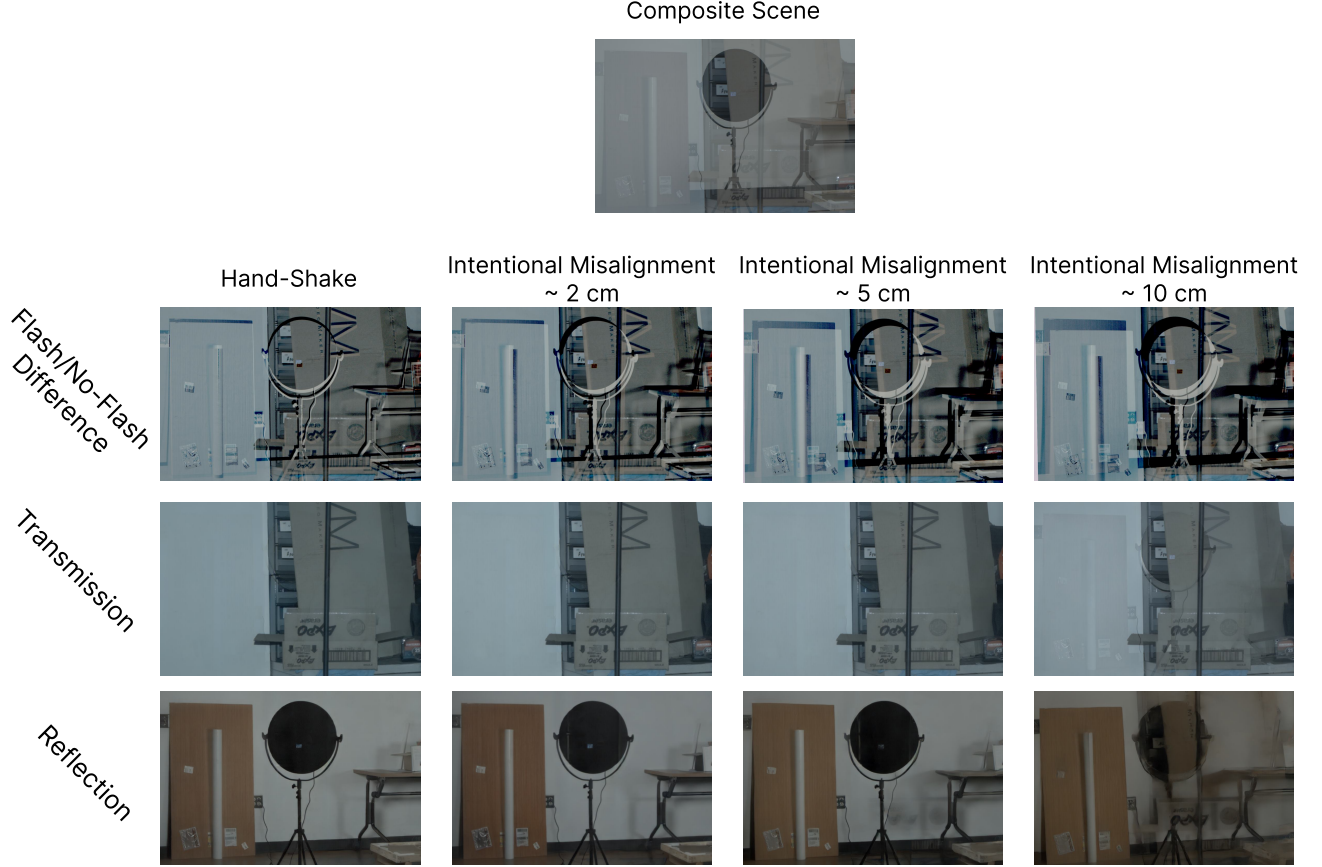 Composite Scene
Hand-Shake
Intentional Misalignment
~ 2 cm
Intentional Misalignment
~ 5 cm
Intentional Misalignment
~ 10 cm
Flash/No-Flash
Difference
Transmission
Reflection